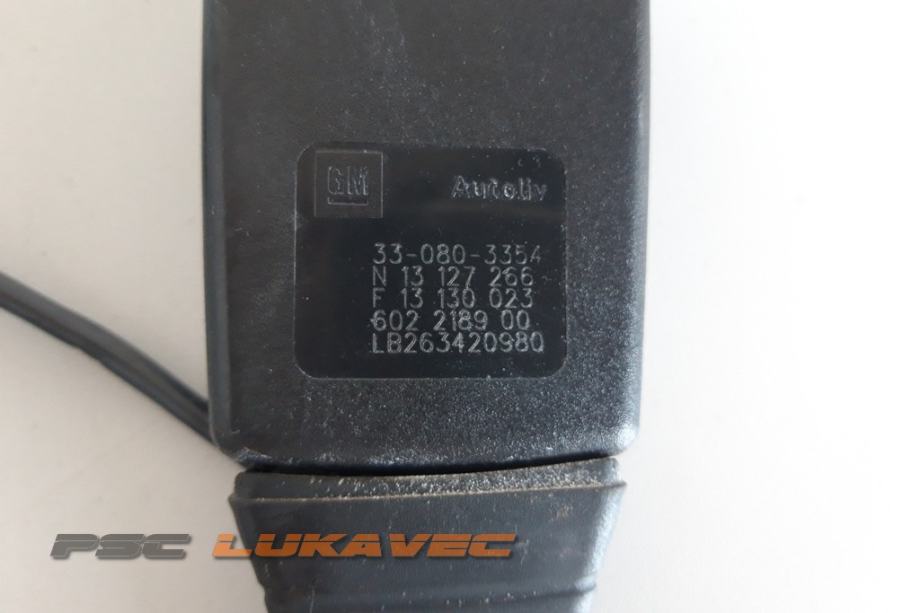 GM Autoliv
33-080-3354
N 13 127 266
F 13 130 023
602 2189 00
LB263420980
PSC LUKAVEC